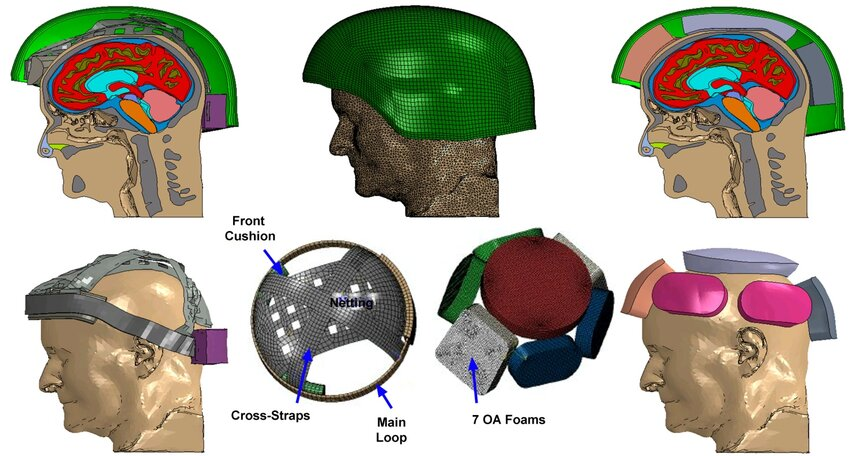 Front
Cushion
Netting
Cross-Straps
Main
Loop
7 OA Foams